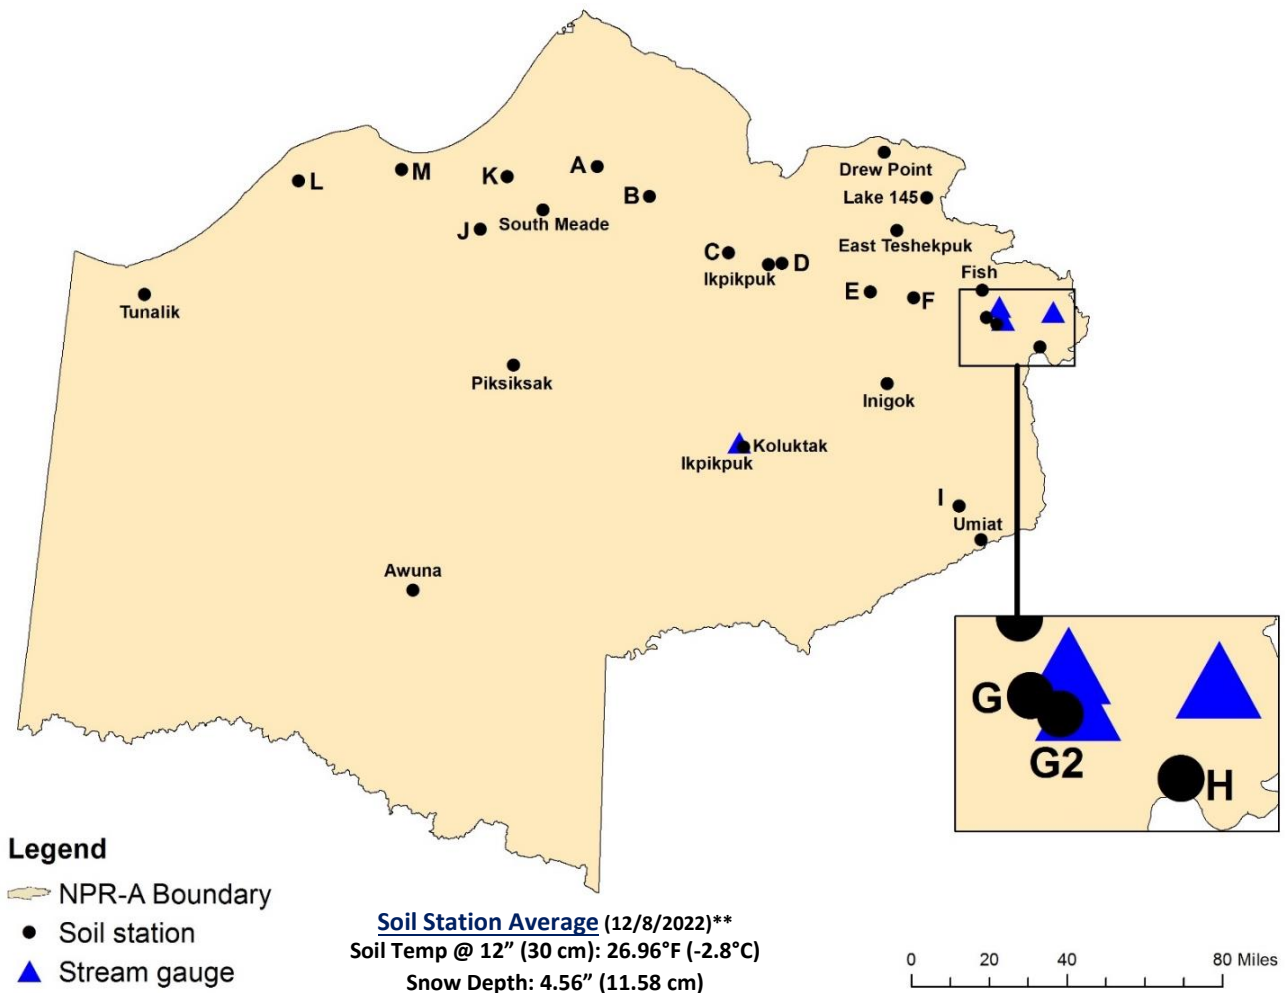 Drew Point
L
M
K
A
B
Lake 145
J
South Meade
C
Ikpikpuk
D
East Teshekpuk
Tunalik
E
F
Fish
Piksiksak
Inigok
Koluktak
Ikpikpuk
I
Umiat
Awuna
G
G2
H
Legend
NPR-A Boundary
Soil station
Stream gauge
Soil Station Average (12/8/2022)**
Soil Temp @ 12” (30 cm): 26.96°F (-2.8°C)
Snow Depth: 4.56” (11.58 cm)
0 20 40 80 Miles